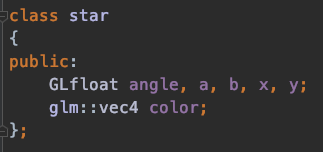 class star
{
public:
    GLfloat angle, a, b, x, y;
    glm::vec4 color;
};